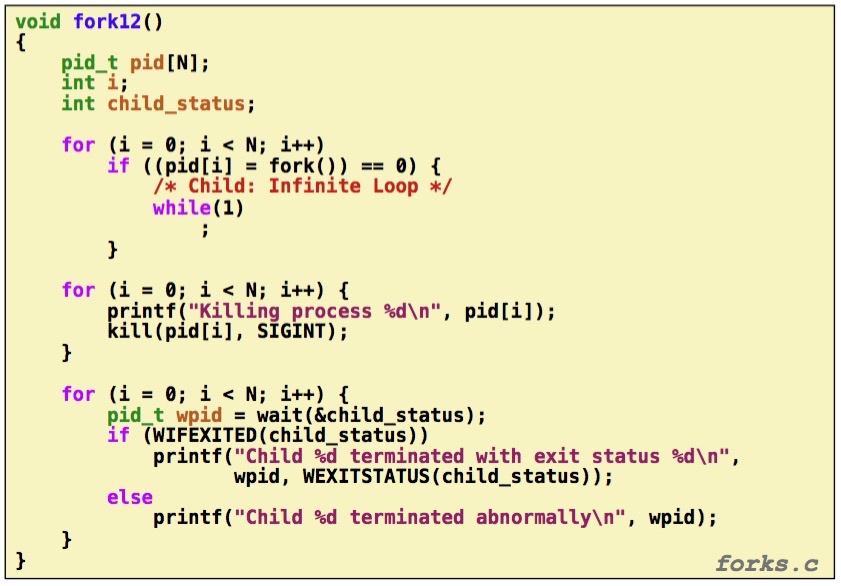 void fork12()
{
    pid_t pid[N];
    int i;
    int child_status;

    for (i = 0; i < N; i++)
        if ((pid[i] = fork()) == 0) {
            /* Child: Infinite Loop */
            while(1)
                ;
        }

    for (i = 0; i < N; i++) {
        printf("Killing process %d\n", pid[i]);
        kill(pid[i], SIGINT);
    }

    for (i = 0; i < N; i++) {
        pid_t wpid = wait(&child_status);
        if (WIFEXITED(child_status))
            printf("Child %d terminated with exit status %d\n",
                   wpid, WEXITSTATUS(child_status));
        else
            printf("Child %d terminated abnormally\n", wpid);
    }
}
forks.c